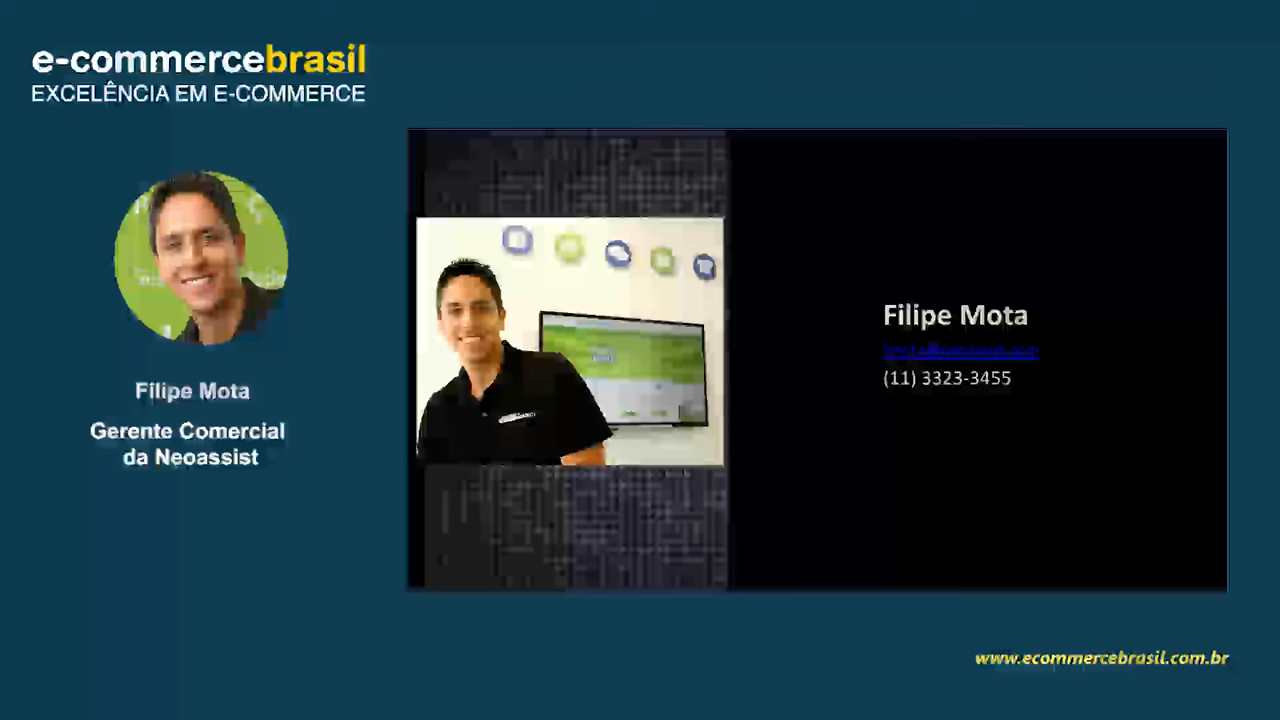 e-commercebrasil
EXCELÊNCIA EM E-COMMERCE
Filipe Mota
Gerente Comercial
da Neoassist
Filipe Mota
(11) 3323-3455
www.ecommercebrasil.com.br